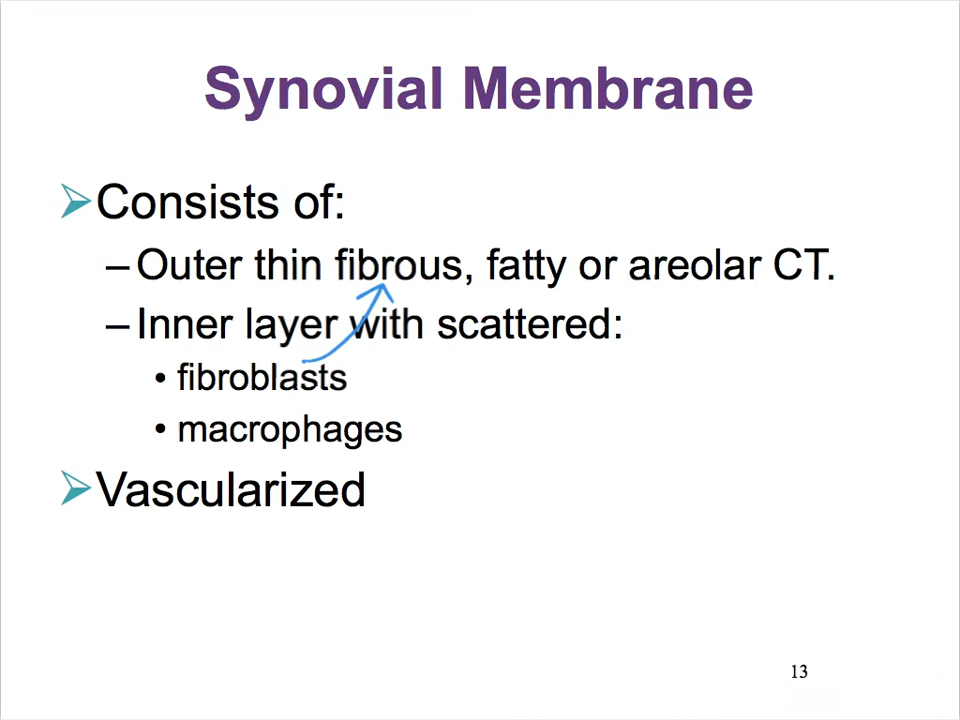 Synovial Membrane
Consists of:
– Outer thin fibrous, fatty or areolar CT.
– Inner layer with scattered:
• fibroblasts
• macrophages
Vascularized
13